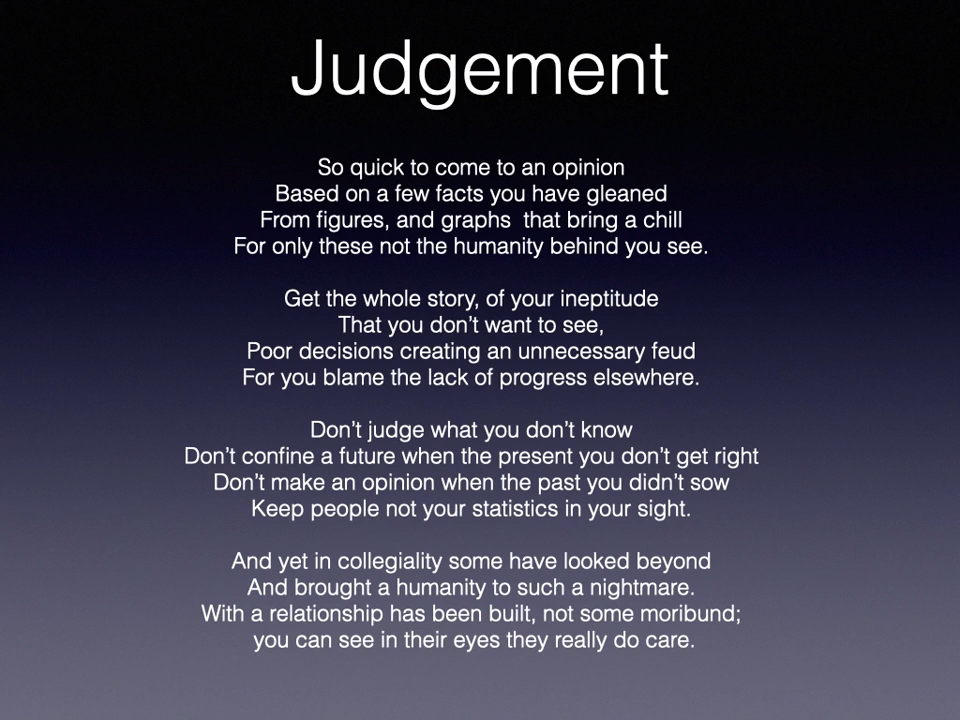 Judgement
So quick to come to an opinion
Based on a few facts you have gleaned
From figures, and graphs  that bring a chill
For only these not the humanity behind you see.
Get the whole story, of your ineptitude
That you don’t want to see,
Poor decisions creating an unnecessary feud
For you blame the lack of progress elsewhere.
Don’t judge what you don’t know
Don’t confine a future when the present you don’t get right
Don’t make an opinion when the past you didn’t sow
Keep people not your statistics in your sight.
And yet in collegiality some have looked beyond
And brought a humanity to such a nightmare.
With a relationship has been built, not some moribund;
you can see in their eyes they really do care.